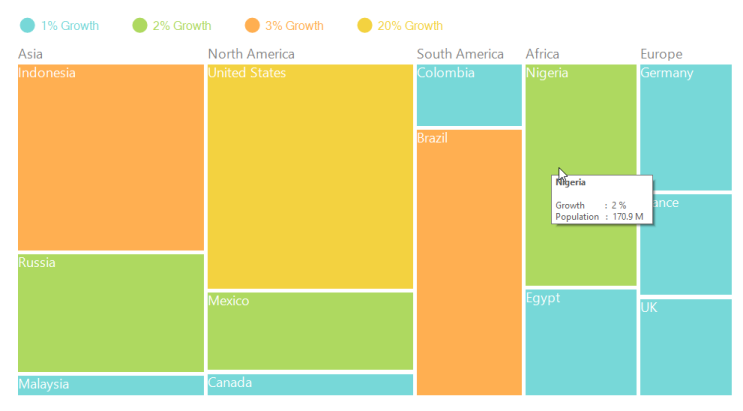 1% Growth 2% Growth 3% Growth 20% Growth
Asia North America South America Africa Europe
Indonesia United States Colombia Nigeria Germany
Brazil
Nigeria
Growth : 2 %
Population : 170.9 M
ance
Russia
Mexico Egypt UK
Malaysia Canada